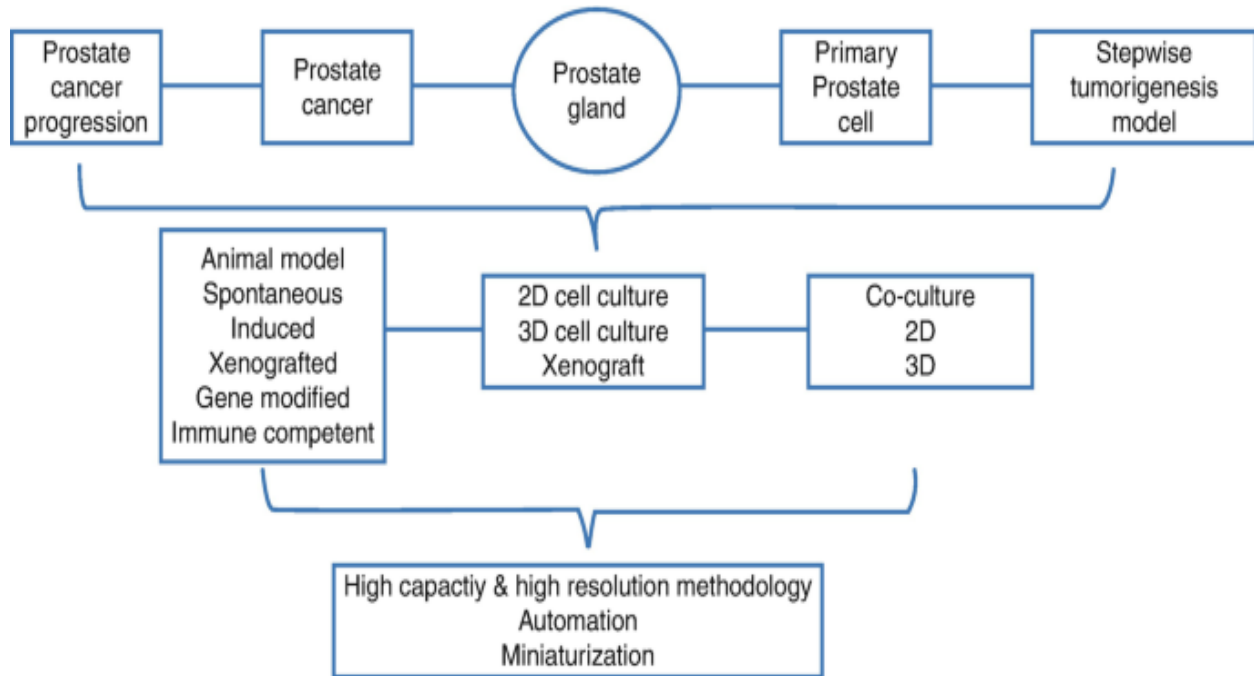 Prostate
cancer
progression
Prostate
cancer
Prostate
gland
Primary
Prostate
cell
Stepwise
tumorigenesis
model
Animal model
Spontaneous
Induced
Xenografted
Gene modified
Immune competent
2D cell culture
3D cell culture
Xenograft
Co-culture
2D
3D
High capactiy & high resolution methodology
Automation
Miniaturization